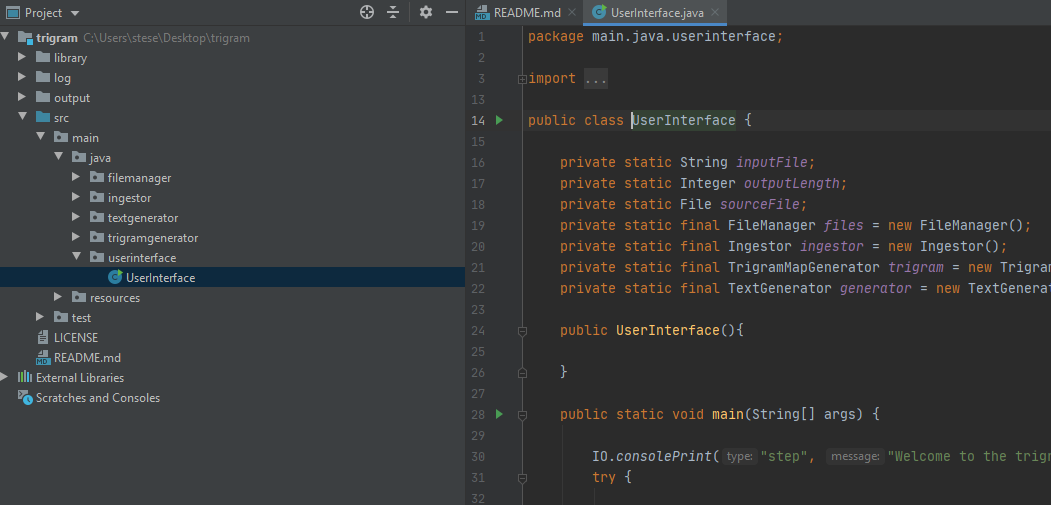 Project
trigram C:\Users\stese\Desktop\trigram
library
log
output
src
main
java
filemanager
ingestor
textgenerator
trigramgenerator
userinterface
UserInterface
resources
test
LICENSE
README.md
External Libraries
Scratches and Consoles
README.md UserInterface.java
1 package main.java.userinterface;
2
3 import ...
13
14 public class UserInterface {
15
16 private static String inputFile;
17 private static Integer outputLength;
18 private static File sourceFile;
19 private static final FileManager files = new FileManager();
20 private static final Ingestor ingestor = new Ingestor();
21 private static final TrigramMapGenerator trigram = new Trigram
22 private static final TextGenerator generator = new TextGenerat
23
24 public UserInterface(){
25
26 }
27
28 public static void main(String[] args) {
29
30 IO.consolePrint( type: "step", message: "Welcome to the trigr
31 try {
32